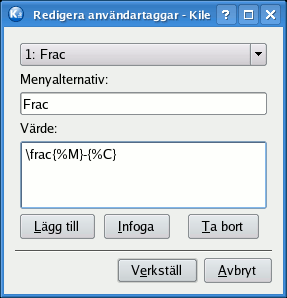 Redigera användartaggar - Kile
1: Frac
Menyalternativ:
Frac
Värde:
\frac{%M}-{%C}
Lägg till Infoga Ta bort
Verkställ Avbryt